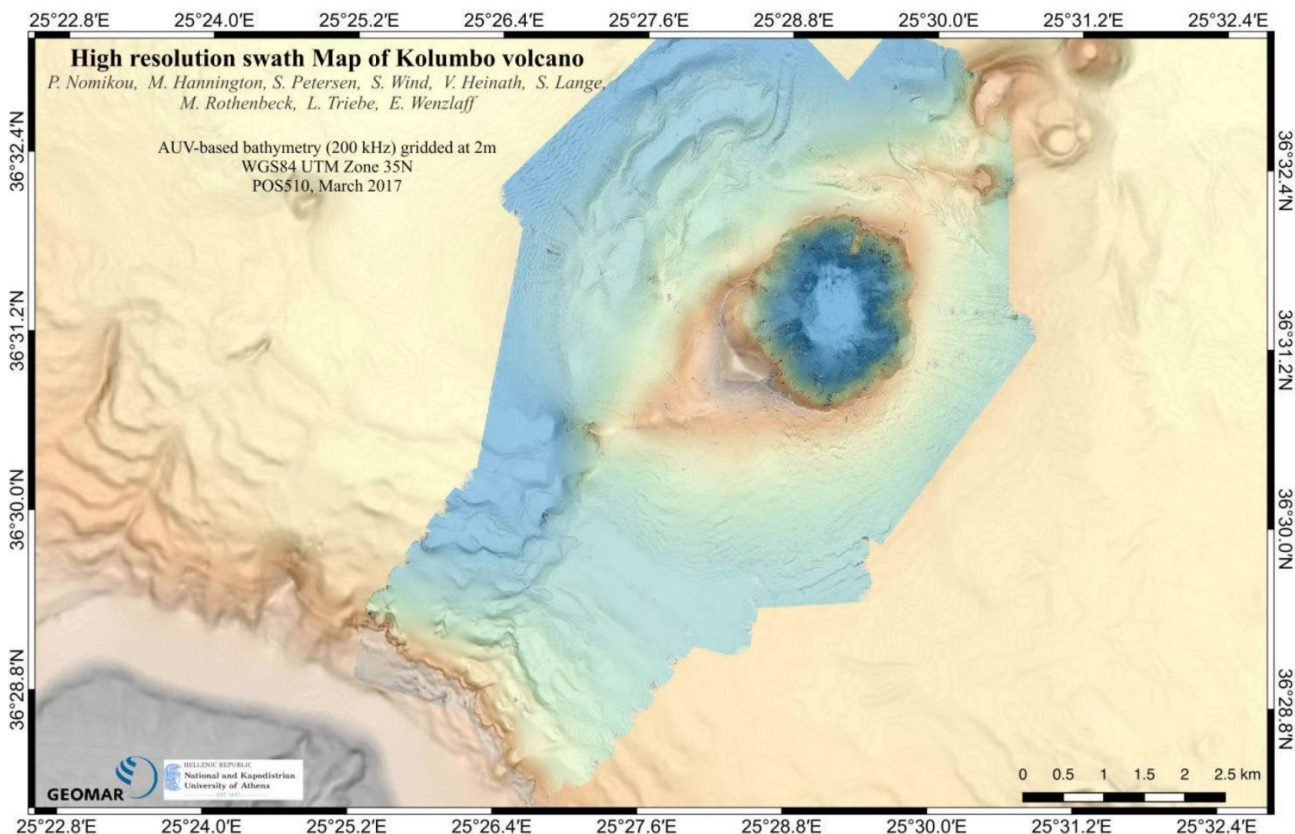 25°22.8'E 25°24.0'E 25°25.2'E 25°26.4'E 25°27.6'E 25°28.8'E 25°30.0'E 25°31.2'E 25°32.4'E
High resolution swath Map of Kolumbo volcano
P. Nomikou, M. Hannington, S. Petersen, S. Wind, V. Heinath, S. Lange,
M. Rothenbeck, L. Triebe, E. Wenzlaff
AUV-based bathymetry (200 kHz) gridded at 2m
WGS84 UTM Zone 35N
POS510, March 2017
36°32.4'N
36°31.2'N
36°30.0'N
36°28.8'N
36°32.4'N
36°31.2'N
36°30.0'N
36°28.8'N
GEOMAR
HELLENIC REPUBLIC
National and Kapodistrian
University of Athens
0 0.5 1 1.5 2 2.5 km
25°22.8'E 25°24.0'E 25°25.2'E 25°26.4'E 25°27.6'E 25°28.8'E 25°30.0'E 25°31.2'E 25°32.4'E